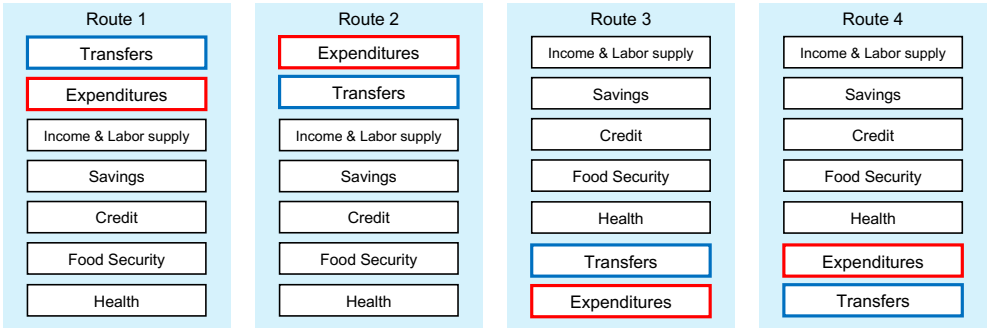 Route 1
Transfers
Expenditures
Income & Labor supply
Savings
Credit
Food Security
Health
Route 2
Expenditures
Transfers
Income & Labor supply
Savings
Credit
Food Security
Health
Route 3
Income & Labor supply
Savings
Credit
Food Security
Health
Transfers
Expenditures
Route 4
Income & Labor supply
Savings
Credit
Food Security
Health
Expenditures
Transfers